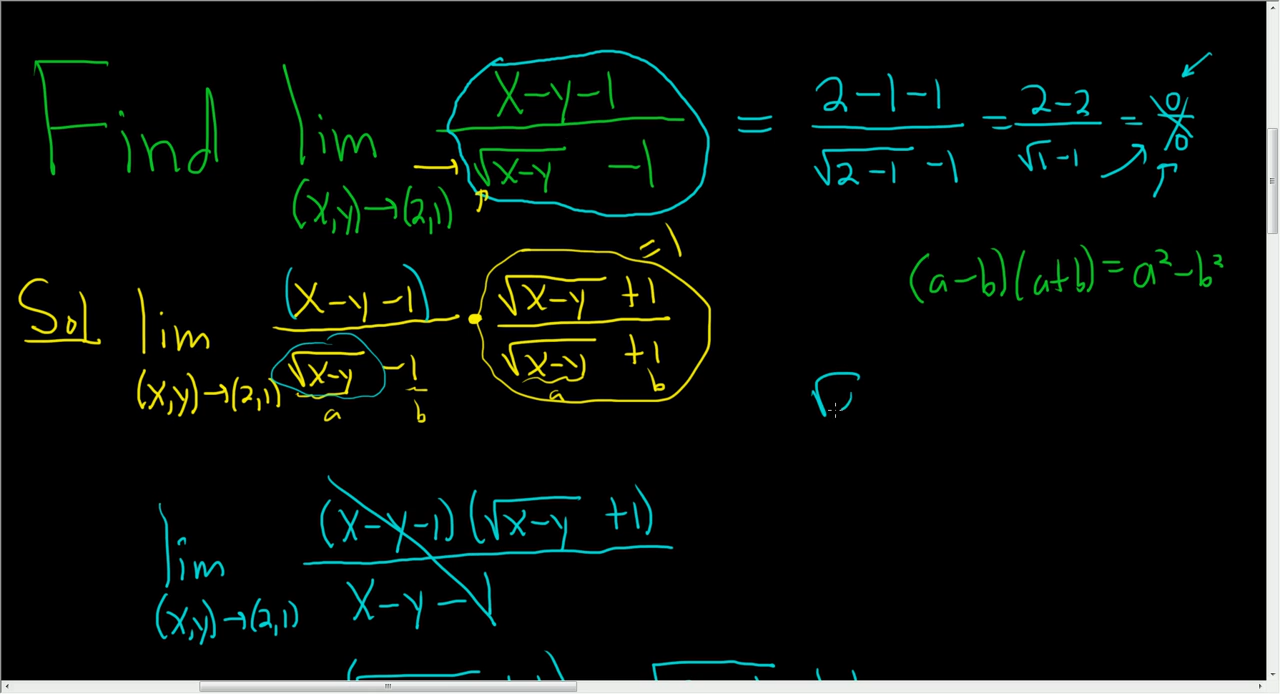 Find lim (x,y)→(2,1) x-y-1 / √x-y -1 = 2-1-1 / √2-1 -1 = 2-2 / √1-1 = 0/0
(a-b)(a+b)=a²-b²
Sol lim (x,y)→(2,1) (x-y-1) / √x-y -1 · √x-y +1 / √x-y +1 =1
a b a b
√
lim (x,y)→(2,1) (x-y-1)(√x-y +1) / x-y-1